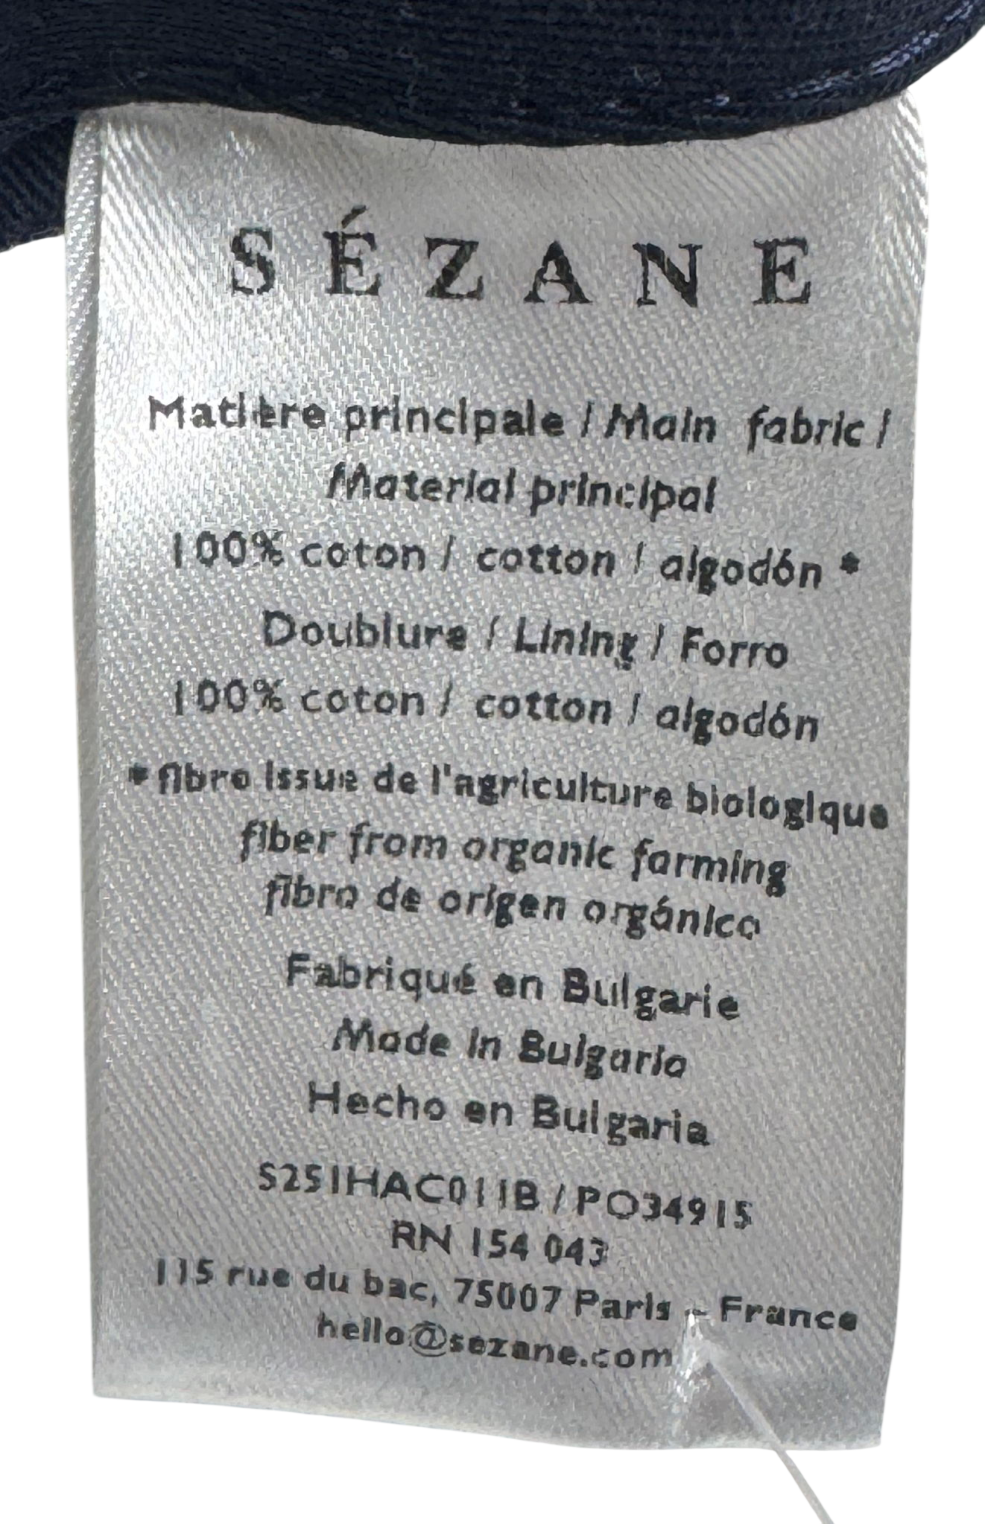 SÉZANE
Matière principale / Main fabric /
Material principal
100% coton / cotton / algodón *
Doublure / Lining / Forro
100% coton / cotton / algodón
* fibre issue de l'agriculture biologique
fiber from organic farming
fibra de origen orgánico
Fabriqué en Bulgarie
Made in Bulgaria
Hecho en Bulgaria
S251HAC011B / PO34915
RN 154 043
115 rue du bac, 75007 Paris - France
hello@sezane.com